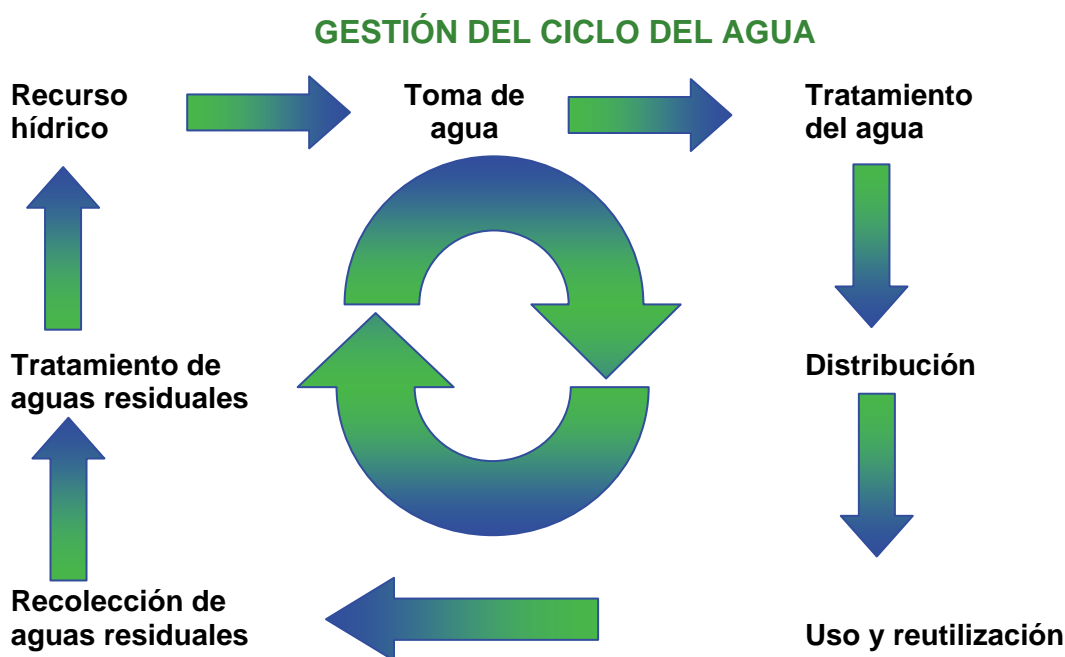 GESTIÓN DEL CICLO DEL AGUA
Recurso
hídrico
Toma de
agua
Tratamiento
del agua
Tratamiento de
aguas residuales
Distribución
Recolección de
aguas residuales
Uso y reutilización